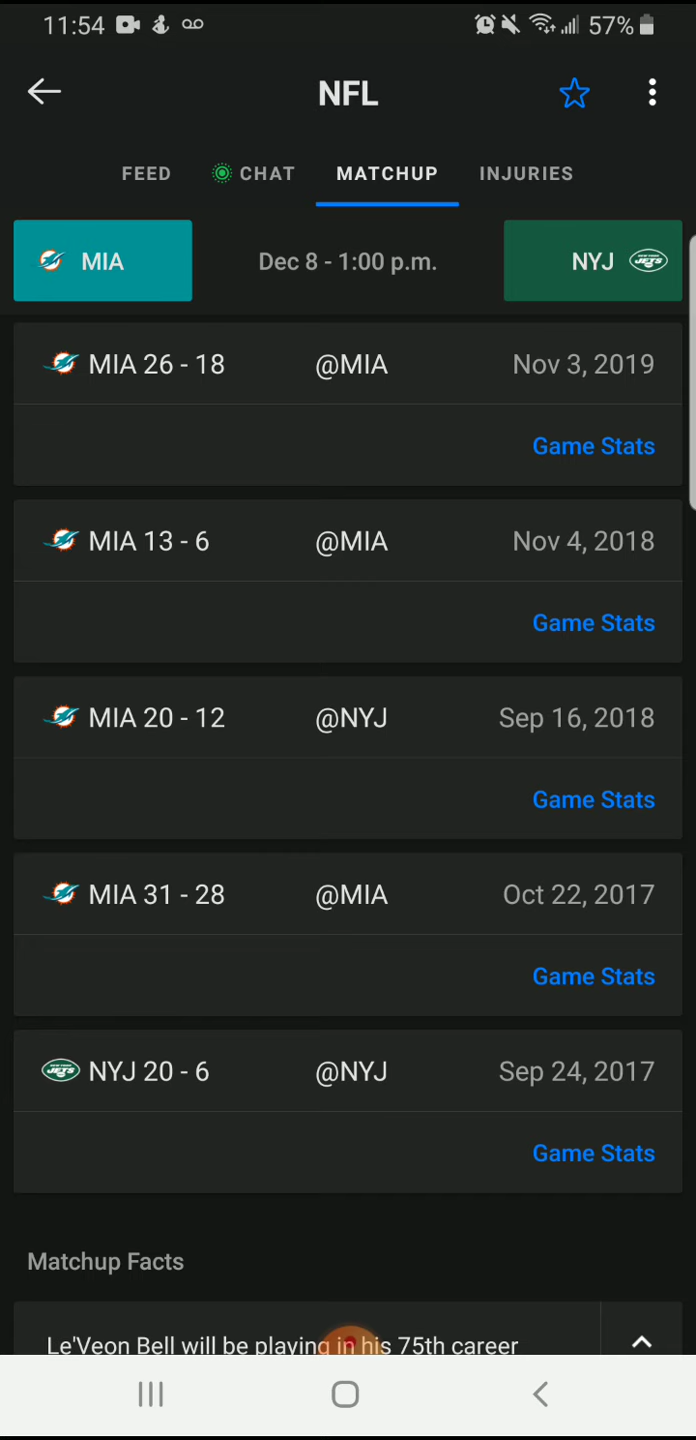 11:54 57%
NFL
FEED CHAT MATCHUP INJURIES
MIA Dec 8 - 1:00 p.m. NYJ
MIA 26 - 18 @MIA Nov 3, 2019
Game Stats
MIA 13 - 6 @MIA Nov 4, 2018
Game Stats
MIA 20 - 12 @NYJ Sep 16, 2018
Game Stats
MIA 31 - 28 @MIA Oct 22, 2017
Game Stats
NYJ 20 - 6 @NYJ Sep 24, 2017
Game Stats
Matchup Facts
Le'Veon Bell will be playing in his 75th career